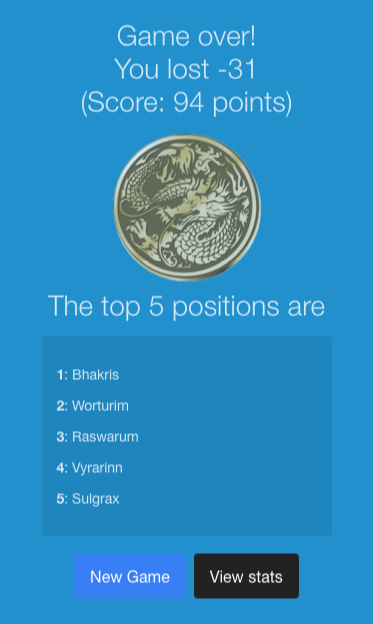 Game over!
You lost -31
(Score: 94 points)
The top 5 positions are
1: Bhakris
2: Worturim
3: Raswarum
4: Vyrarinn
5: Sulgrax
New Game
View stats